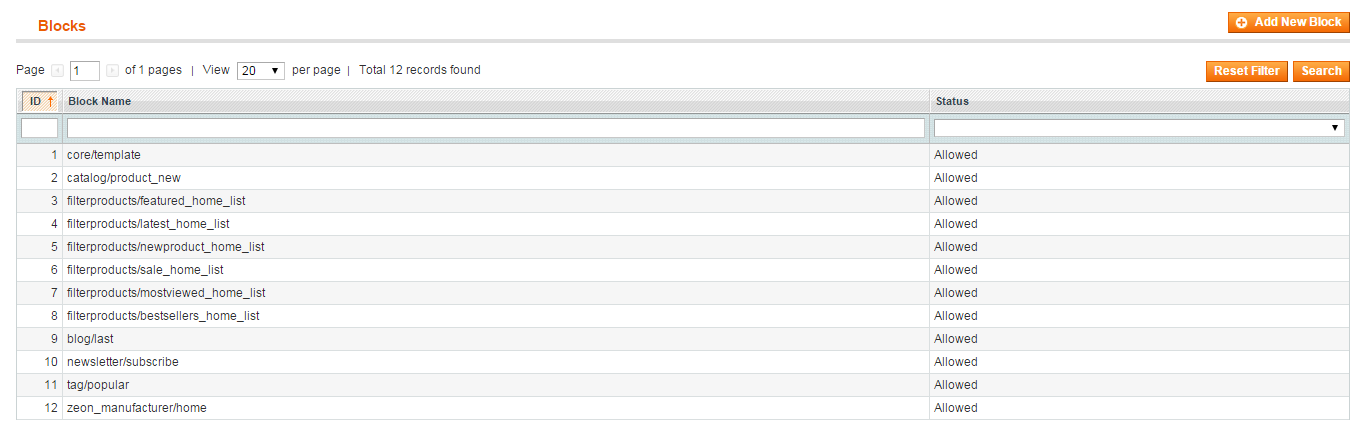 Blocks
Add New Block
Page 1 of 1 pages | View 20 per page | Total 12 records found
Reset Filter Search
ID Block Name Status
1 core/template Allowed
2 catalog/product_new Allowed
3 filterproducts/featured_home_list Allowed
4 filterproducts/latest_home_list Allowed
5 filterproducts/newproduct_home_list Allowed
6 filterproducts/sale_home_list Allowed
7 filterproducts/mostviewed_home_list Allowed
8 filterproducts/bestsellers_home_list Allowed
9 blog/last Allowed
10 newsletter/subscribe Allowed
11 tag/popular Allowed
12 zeon_manufacturer/home Allowed